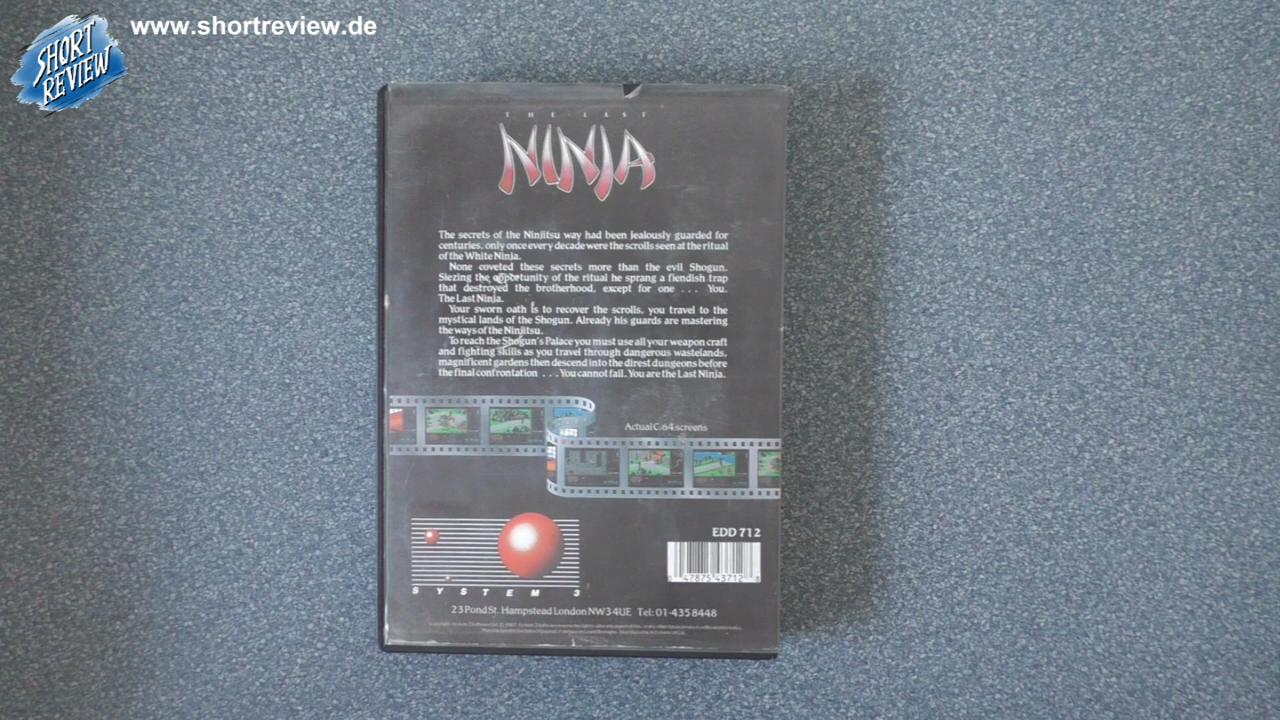 www.shortreview.de
SHORT
REVIEW
THE LAST
NINJA
The secrets of the Ninjitsu way had been jealously guarded for
centuries, only once every decade were the scrolls seen at the ritual
of the White Ninja.
None coveted these secrets more than the evil Shogun.
Siezing the opportunity of the ritual he sprang a fiendish trap
that destroyed the brotherhood, except for one . . . You.
The Last Ninja.
Your sworn oath is to recover the scrolls, you travel to the
mystical lands of the Shogun. Already his guards are mastering
the ways of the Ninjitsu.
To reach the Shogun's Palace you must use all your weapon craft
and fighting skills as you travel through dangerous wastelands,
magnificent gardens then descend into the direst dungeons before
the final confrontation . . . You cannot fail. You are the Last Ninja.
Actual C.64 screens
EDD 712
47875 43712 8
SYSTEM 3
23 Pond St. Hampstead London NW3 4UE Tel: 01-435 8448